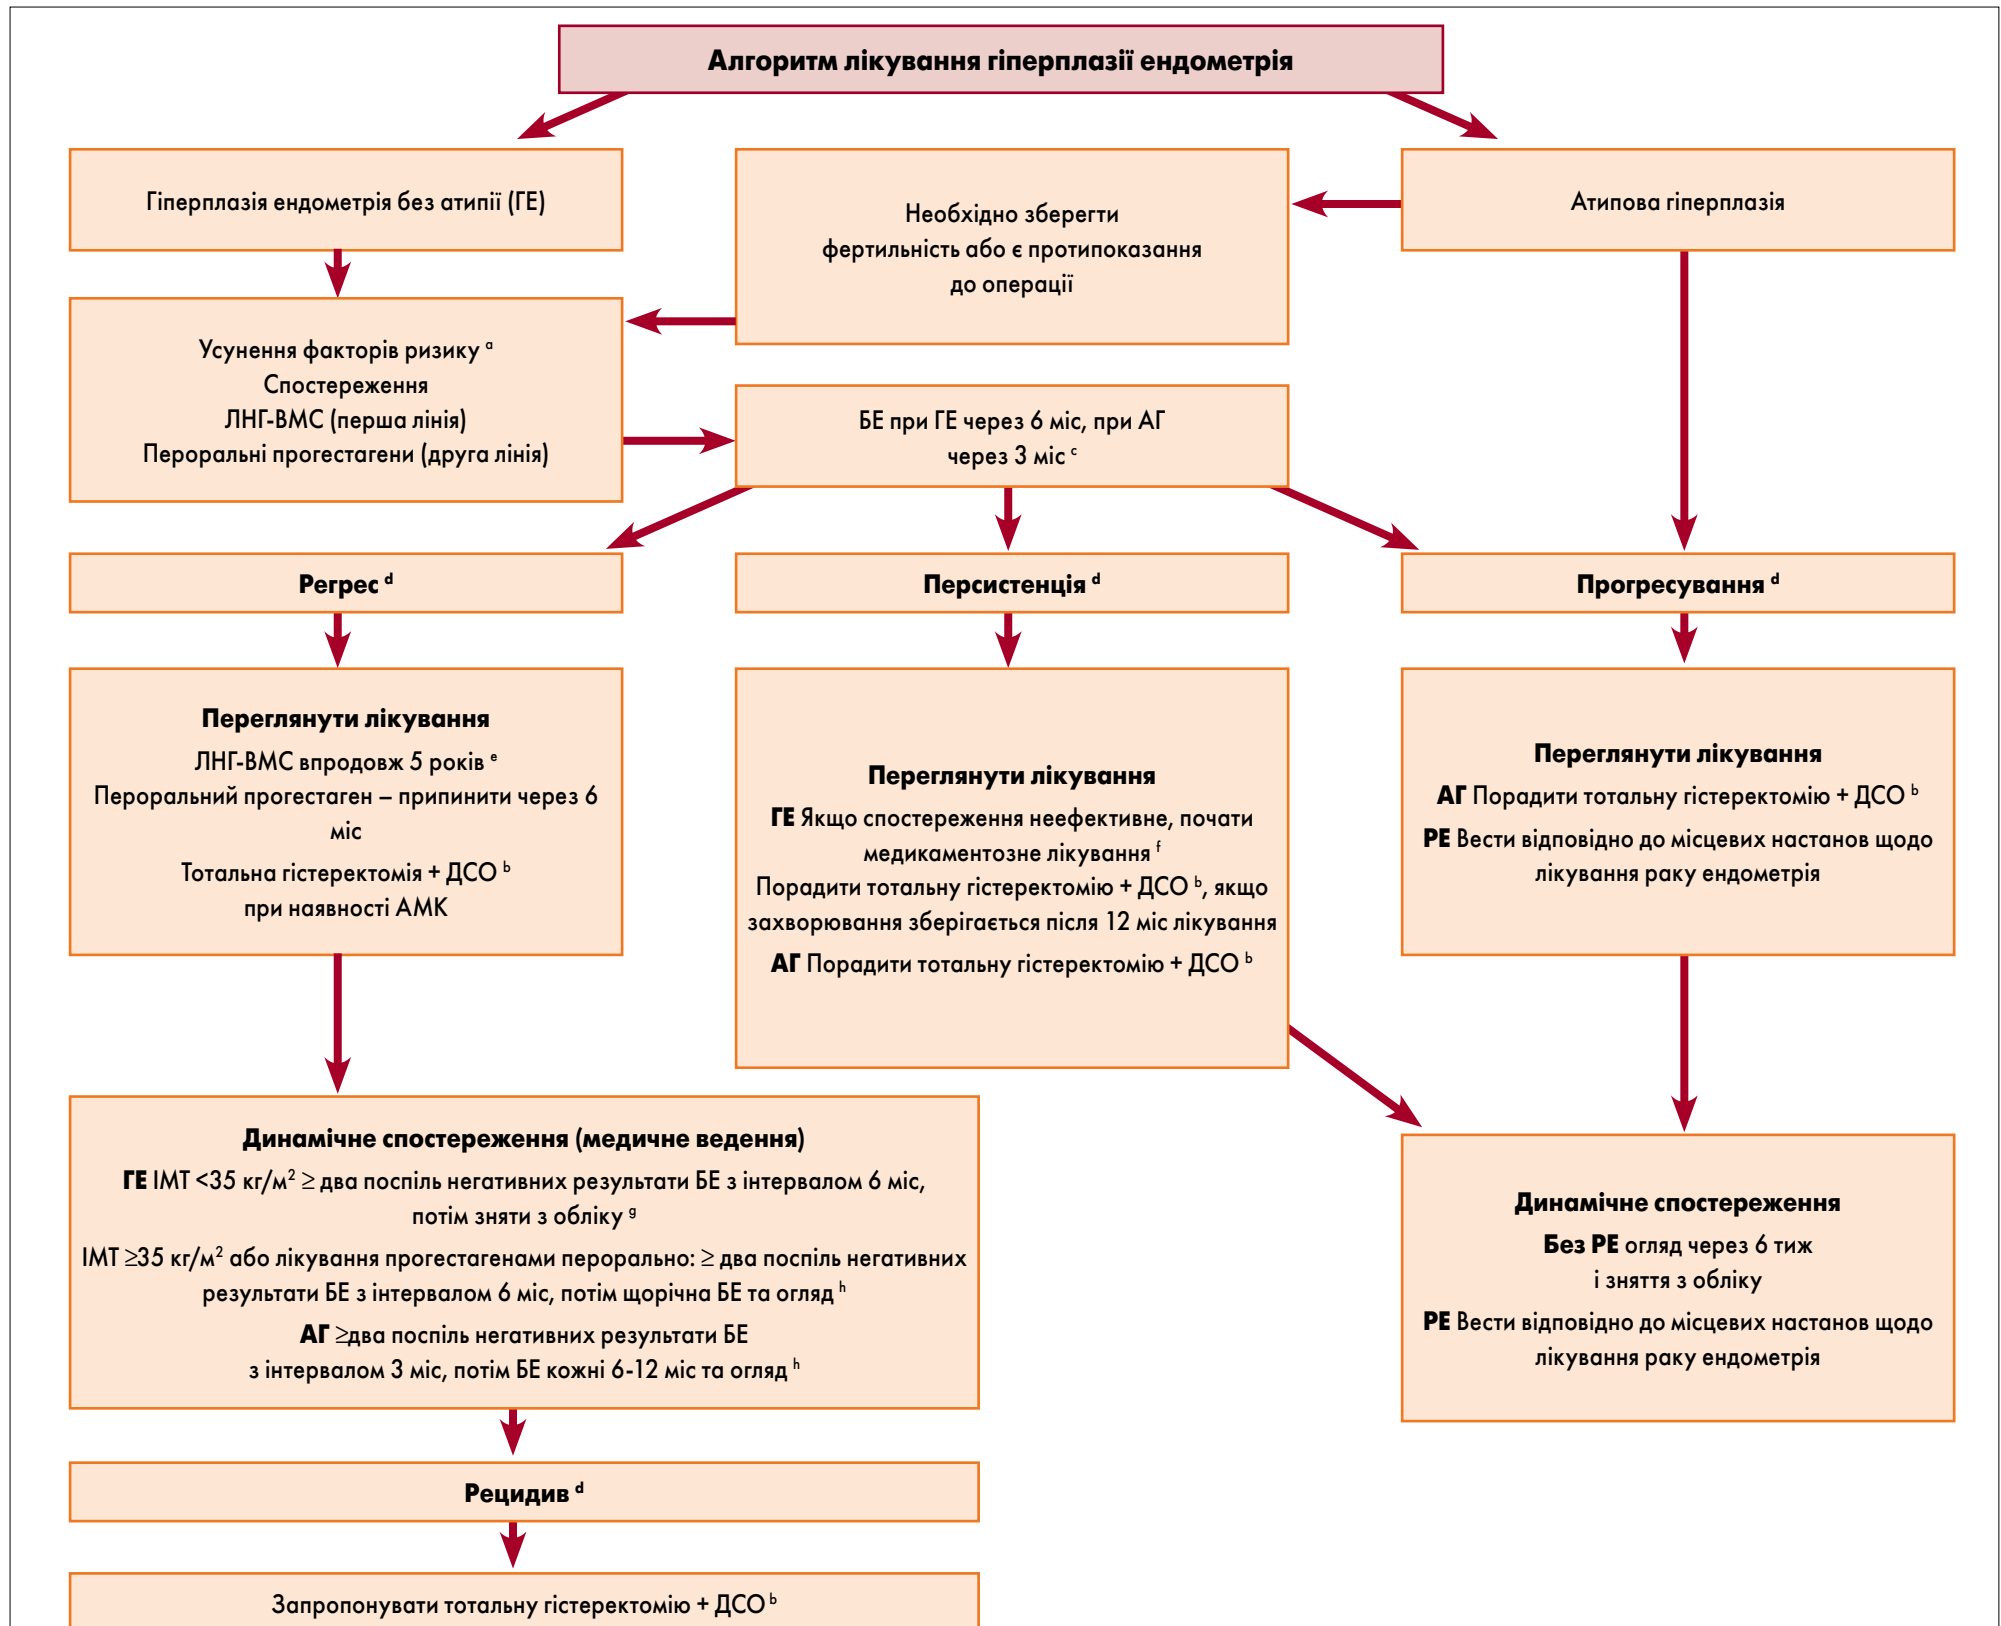 Алгоритм лікування гіперплазії ендометрія
Гіперплазія ендометрія без атипії (ГЕ)
Необхідно зберегти
фертильність або є протипоказання
до операції
Атипова гіперплазія
Усунення факторів ризику ᵃ
Спостереження
ЛНГ-ВМС (перша лінія)
Пероральні прогестагени (друга лінія)
БЕ при ГЕ через 6 міс, при АГ
через 3 міс ᶜ
Регрес ᵈ
Персистенція ᵈ
Прогресування ᵈ
Переглянути лікування
ЛНГ-ВМС впродовж 5 років ᵉ
Пероральний прогестаген – припинити через 6
міс
Тотальна гістеректомія + ДСО ᵇ
при наявності АМК
Переглянути лікування
ГЕ Якщо спостереження неефективне, почати
медикаментозне лікування ᶠ
Порадити тотальну гістеректомію + ДСО ᵇ, якщо
захворювання зберігається після 12 міс лікування
АГ Порадити тотальну гістеректомію + ДСО ᵇ
Переглянути лікування
АГ Порадити тотальну гістеректомію + ДСО ᵇ
РЕ Вести відповідно до місцевих настанов щодо
лікування раку ендометрія
Динамічне спостереження (медичне ведення)
ГЕ ІМТ <35 кг/м² ≥ два поспіль негативних результати БЕ з інтервалом 6 міс,
потім зняти з обліку ᵍ
ІМТ ≥35 кг/м² або лікування прогестагенами перорально: ≥ два поспіль негативних
результати БЕ з інтервалом 6 міс, потім щорічна БЕ та огляд ʰ
АГ ≥два поспіль негативних результати БЕ
з інтервалом 3 міс, потім БЕ кожні 6-12 міс та огляд ʰ
Динамічне спостереження
Без РЕ огляд через 6 тиж
і зняття з обліку
РЕ Вести відповідно до місцевих настанов щодо
лікування раку ендометрія
Рецидив ᵈ
Запропонувати тотальну гістеректомію + ДСО ᵇ